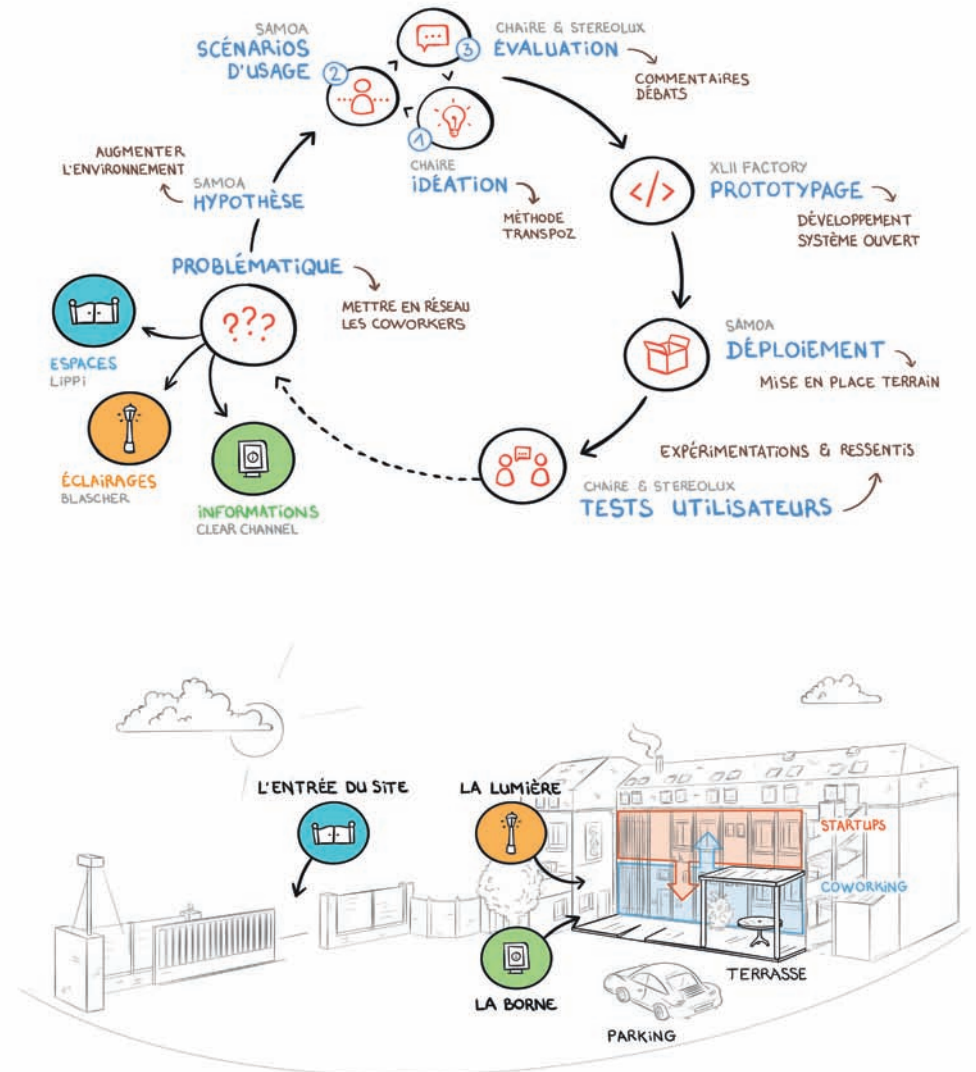 SAMOA
SCÉNARIOS
D'USAGE
2
3
1
CHAIRE & STEREOLUX
ÉVALUATION
COMMENTAIRES
DÉBATS
CHAIRE
IDÉATION
MÉTHODE
TRANSPOZ
AUGMENTER
L'ENVIRONNEMENT
SAMOA
HYPOTHÈSE
XLII FACTORY
PROTOTYPAGE
</>
DÉVELOPPEMENT
SYSTÈME OUVERT
PROBLÉMATIQUE
METTRE EN RÉSEAU
LES COWORKERS
???
ESPACES
LIPPI
ÉCLAIRAGES
BLASCHER
INFORMATIONS
CLEAR CHANNEL
SAMOA
DÉPLOIEMENT
MISE EN PLACE TERRAIN
EXPÉRIMENTATIONS & RESSENTIS
CHAIRE & STEREOLUX
TESTS UTILISATEURS
L'ENTRÉE DU SITE
LA LUMIÈRE
STARTUPS
COWORKING
LA BORNE
TERRASSE
PARKING